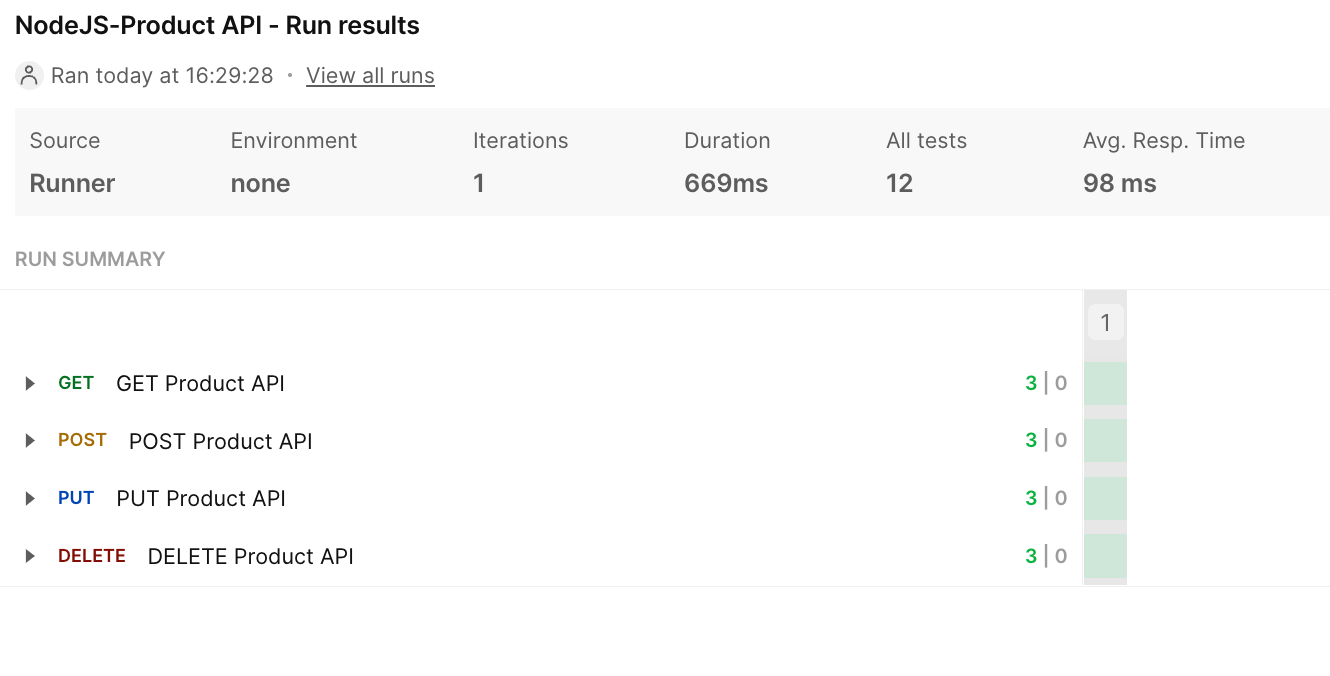 NodeJS-Product API - Run results
Ran today at 16:29:28 · View all runs
Source Environment Iterations Duration All tests Avg. Resp. Time
Runner none 1 669ms 12 98 ms
RUN SUMMARY
1
GET GET Product API 3 | 0
POST POST Product API 3 | 0
PUT PUT Product API 3 | 0
DELETE DELETE Product API 3 | 0